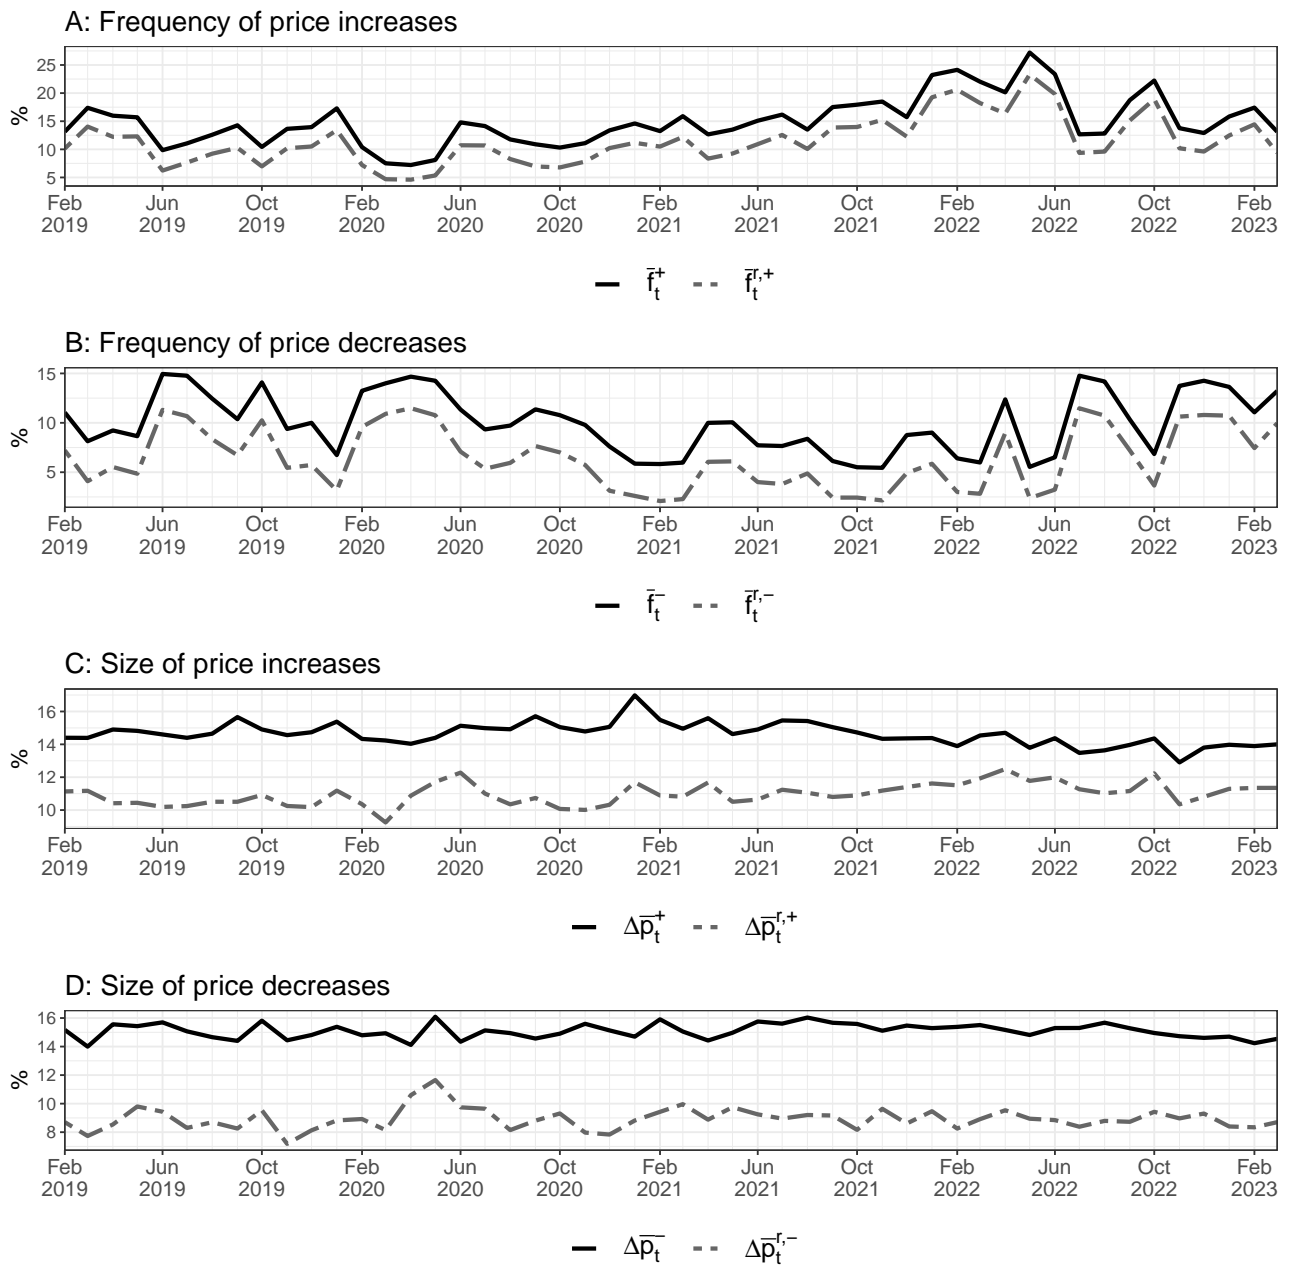 A: Frequency of price increases
%
25
20
15
10
5
Feb Jun Oct Feb Jun Oct Feb Jun Oct Feb Jun Oct Feb
2019 2019 2019 2020 2020 2020 2021 2021 2021 2022 2022 2022 2023
f̄ₜ⁺ f̄ₜʳ,⁺
B: Frequency of price decreases
%
15
10
5
Feb Jun Oct Feb Jun Oct Feb Jun Oct Feb Jun Oct Feb
2019 2019 2019 2020 2020 2020 2021 2021 2021 2022 2022 2022 2023
f̄ₜ⁻ f̄ₜʳ,⁻
C: Size of price increases
%
16
14
12
10
Feb Jun Oct Feb Jun Oct Feb Jun Oct Feb Jun Oct Feb
2019 2019 2019 2020 2020 2020 2021 2021 2021 2022 2022 2022 2023
Δp̄ₜ⁺ Δp̄ₜʳ,⁺
D: Size of price decreases
%
16
14
12
10
8
Feb Jun Oct Feb Jun Oct Feb Jun Oct Feb Jun Oct Feb
2019 2019 2019 2020 2020 2020 2021 2021 2021 2022 2022 2022 2023
Δp̄ₜ⁻ Δp̄ₜʳ,⁻